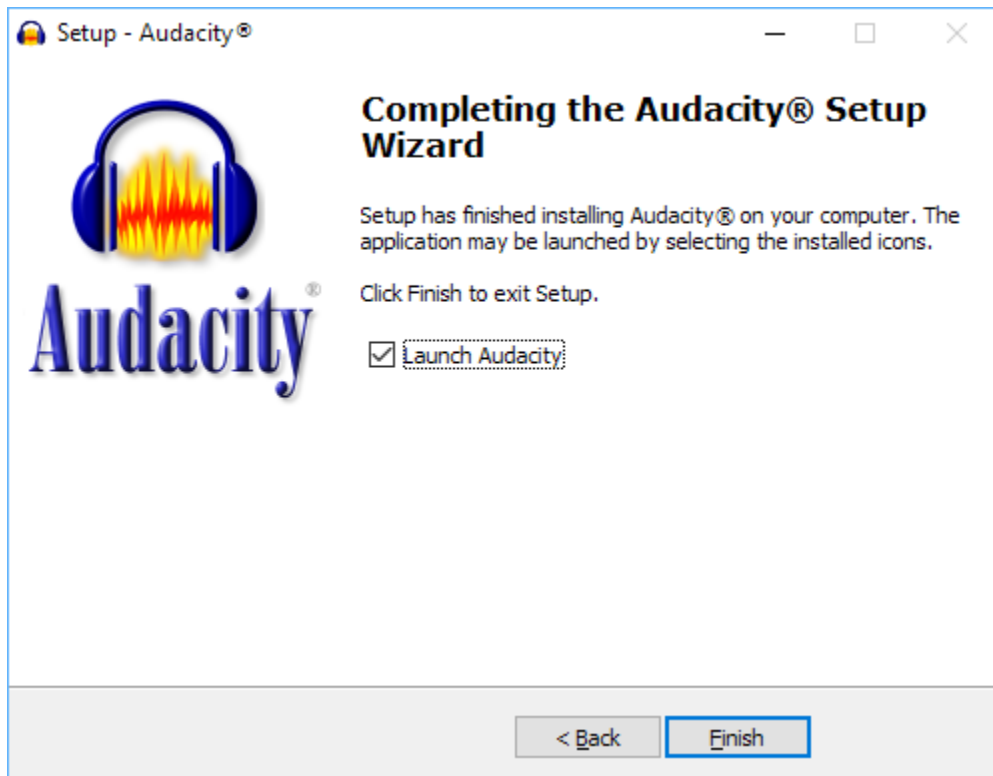 Setup - Audacity®
Completing the Audacity® Setup
Wizard
Setup has finished installing Audacity® on your computer. The
application may be launched by selecting the installed icons.
Click Finish to exit Setup.
Launch Audacity
Audacity®
< Back
Finish